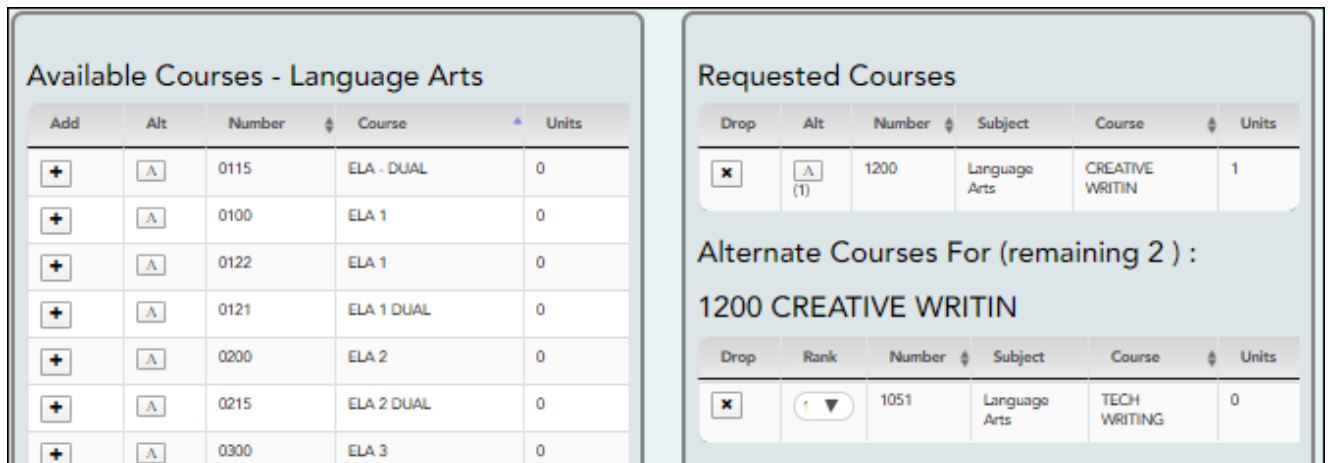 Available Courses - Language Arts
Add Alt Number Course Units
+ A 0115 ELA - DUAL 0
+ A 0100 ELA 1 0
+ A 0122 ELA 1 0
+ A 0121 ELA 1 DUAL 0
+ A 0200 ELA 2 0
+ A 0215 ELA 2 DUAL 0
+ A 0300 ELA 3 0
Requested Courses
Drop Alt Number Subject Course Units
x A 1200 Language CREATIVE 1
(1) Arts WRITIN
Alternate Courses For (remaining 2 ) :
1200 CREATIVE WRITIN
Drop Rank Number Subject Course Units
x 1 1051 Language TECH 0
Arts WRITING